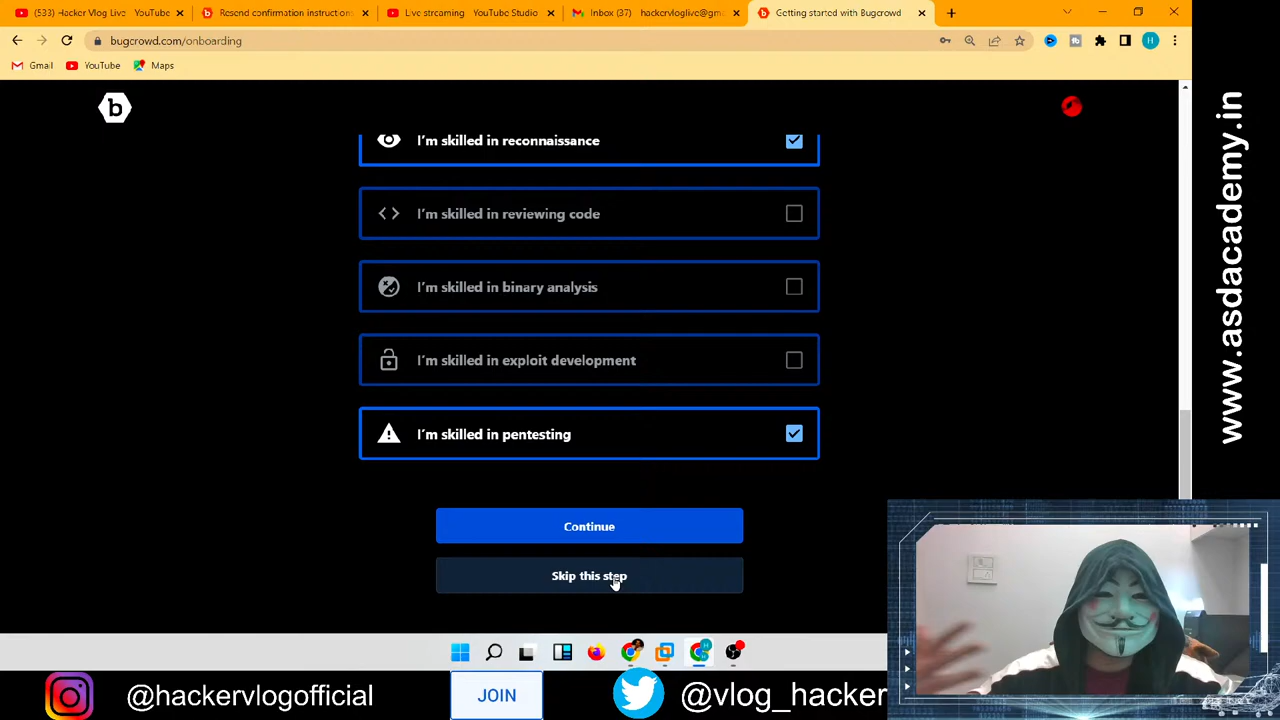 (533) Hacker Vlog Live - YouTube
Resend confirmation instruction
Live streaming - YouTube Studio
Inbox (37) - hackervloglive@gm
Getting started with Bugcrowd
bugcrowd.com/onboarding
H
Gmail
YouTube
Maps
b
I'm skilled in reconnaissance
I'm skilled in reviewing code
I'm skilled in binary analysis
I'm skilled in exploit development
I'm skilled in pentesting
Continue
Skip this step
www.asdacademy.in
@hackervlogofficial
JOIN
@vlog_hacker